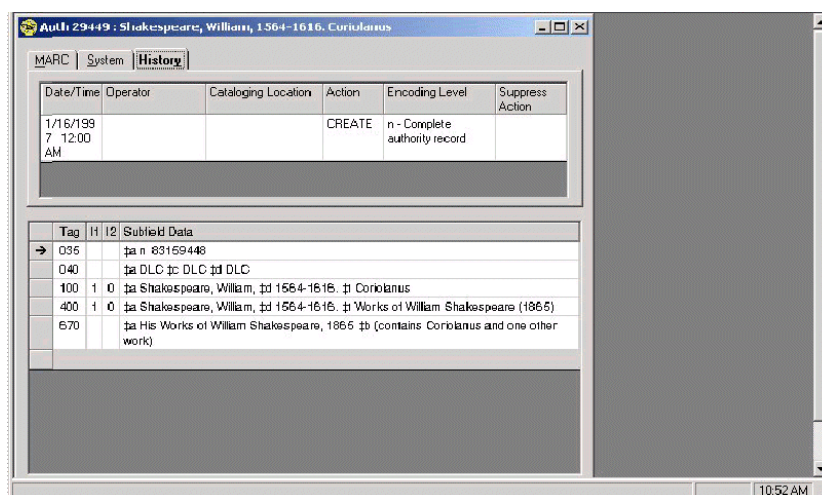 Auth 29449 : Shakespeare, William, 1564-1616. Coriolanus
MARC System History
Date/Time Operator Cataloging Location Action Encoding Level Suppress Action
1/16/1997 12:00 AM CREATE n - Complete authority record
Tag I1 I2 Subfield Data
035 ‡a n 83159448
040 ‡a DLC ‡c DLC ‡d DLC
100 1 0 ‡a Shakespeare, William, ‡d 1564-1616. ‡t Coriolanus
400 1 0 ‡a Shakespeare, William, ‡d 1564-1616. ‡t Works of William Shakespeare (1865)
670 ‡a His Works of William Shakespeare, 1865 ‡b (contains Coriolanus and one other
work)
10:52 AM